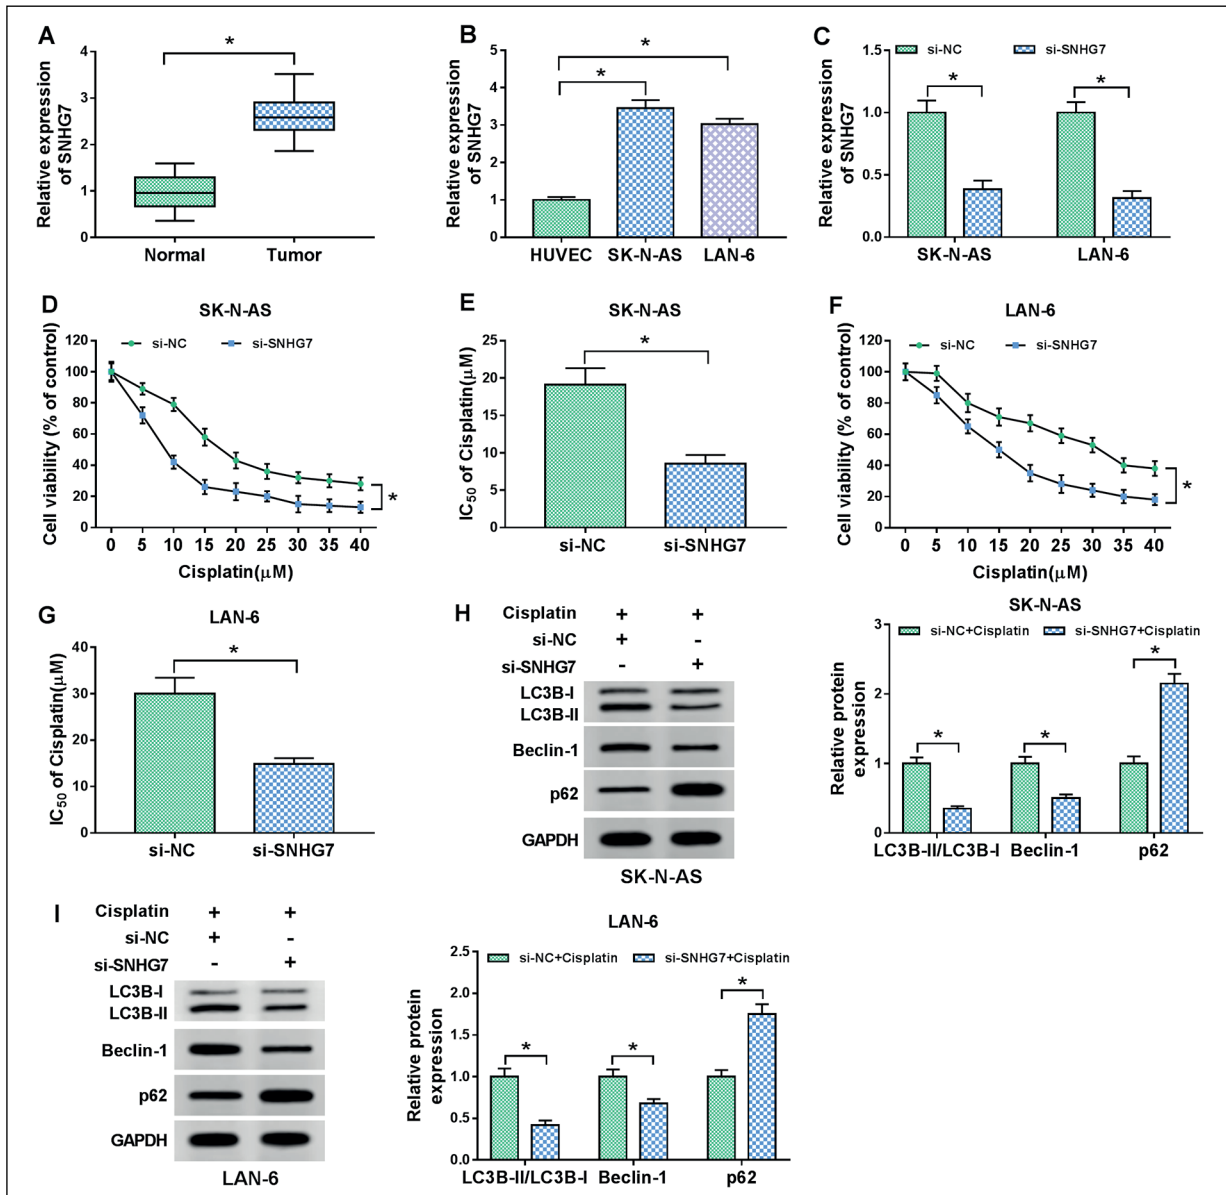 A
Relative expression
of SNHG7
4
3
2
1
0
*
Normal Tumor
B
Relative expression
of SNHG7
5
4
3
2
1
0
*
*
HUVEC SK-N-AS LAN-6
C
si-NC si-SNHG7
Relative expression
of SNHG7
1.5
1.0
0.5
0.0
* *
SK-N-AS LAN-6
D
SK-N-AS
si-NC si-SNHG7
Cell viability (% of control)
120
100
80
60
40
20
0
*
0 5 10 15 20 25 30 35 40
Cisplatin(μM)
E
SK-N-AS
IC50 of Cisplatin(μM)
25
20
15
10
5
0
*
si-NC si-SNHG7
F
LAN-6
si-NC si-SNHG7
Cell viability (% of control)
120
100
80
60
40
20
0
*
0 5 10 15 20 25 30 35 40
Cisplatin(μM)
G
LAN-6
IC50 of Cisplatin(μM)
40
30
20
10
0
*
si-NC si-SNHG7
H
Cisplatin + +
si-NC + -
si-SNHG7 - +
LC3B-I
LC3B-II
Beclin-1
p62
GAPDH
SK-N-AS
SK-N-AS
si-NC+Cisplatin si-SNHG7+Cisplatin
Relative protein
expression
3
2
1
0
* * *
LC3B-II/LC3B-I Beclin-1 p62
I
Cisplatin + +
si-NC + -
si-SNHG7 - +
LC3B-I
LC3B-II
Beclin-1
p62
GAPDH
LAN-6
LAN-6
si-NC+Cisplatin si-SNHG7+Cisplatin
Relative protein
expression
2.5
2.0
1.5
1.0
0.5
0.0
* * *
LC3B-II/LC3B-I Beclin-1 p62